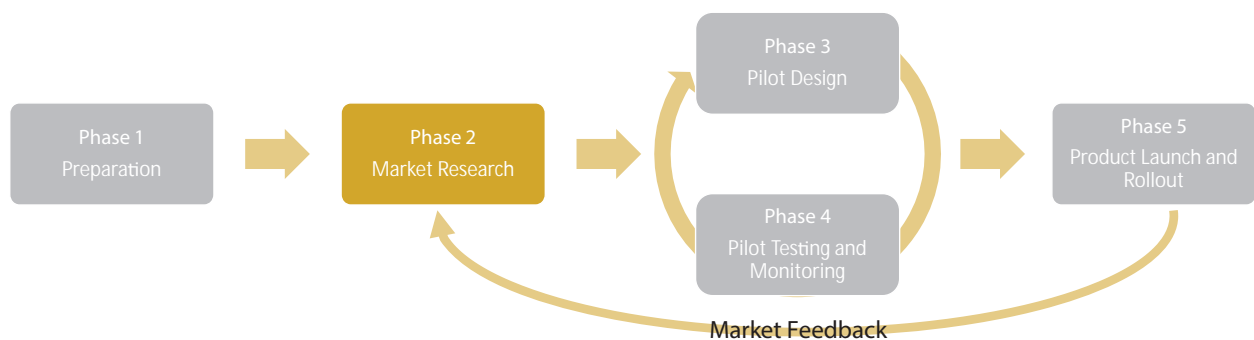 Phase 1
Preparation
Phase 2
Market Research
Phase 3
Pilot Design
Phase 4
Pilot Testing and
Monitoring
Phase 5
Product Launch and
Rollout
Market Feedback